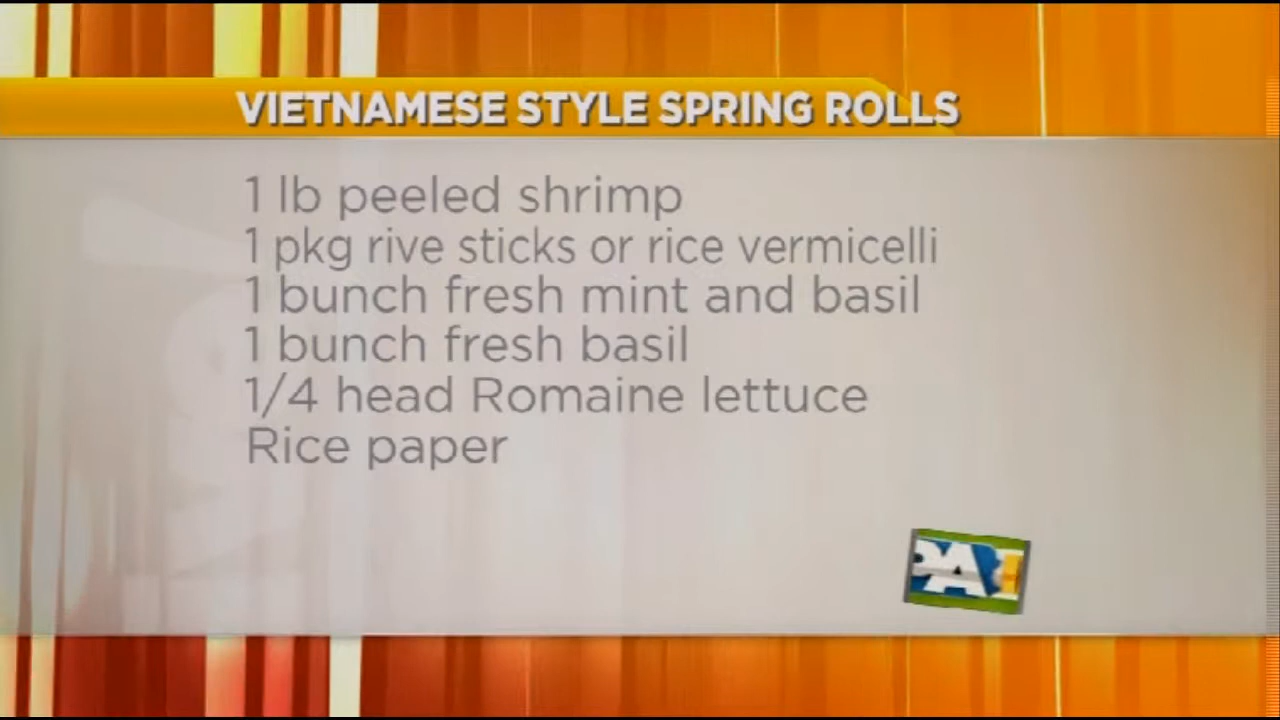 VIETNAMESE STYLE SPRING ROLLS
1 lb peeled shrimp
1 pkg rive sticks or rice vermicelli
1 bunch fresh mint and basil
1 bunch fresh basil
1/4 head Romaine lettuce
Rice paper